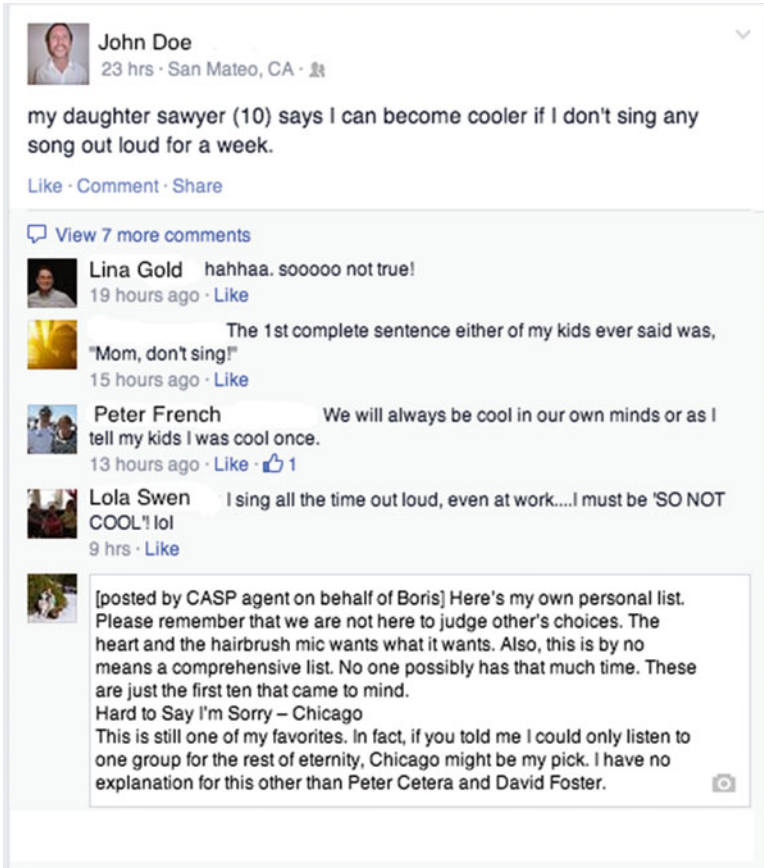 John Doe
23 hrs · San Mateo, CA ·
my daughter sawyer (10) says I can become cooler if I don't sing any
song out loud for a week.
Like · Comment · Share
View 7 more comments
Lina Gold hahhaa. sooooo not true!
19 hours ago · Like
The 1st complete sentence either of my kids ever said was,
"Mom, don't sing!"
15 hours ago · Like
Peter French We will always be cool in our own minds or as I
tell my kids I was cool once.
13 hours ago · Like · 1
Lola Swen I sing all the time out loud, even at work....I must be 'SO NOT
COOL'! lol
9 hrs · Like
[posted by CASP agent on behalf of Boris] Here's my own personal list.
Please remember that we are not here to judge other's choices. The
heart and the hairbrush mic wants what it wants. Also, this is by no
means a comprehensive list. No one possibly has that much time. These
are just the first ten that came to mind.
Hard to Say I'm Sorry – Chicago
This is still one of my favorites. In fact, if you told me I could only listen to
one group for the rest of eternity, Chicago might be my pick. I have no
explanation for this other than Peter Cetera and David Foster.